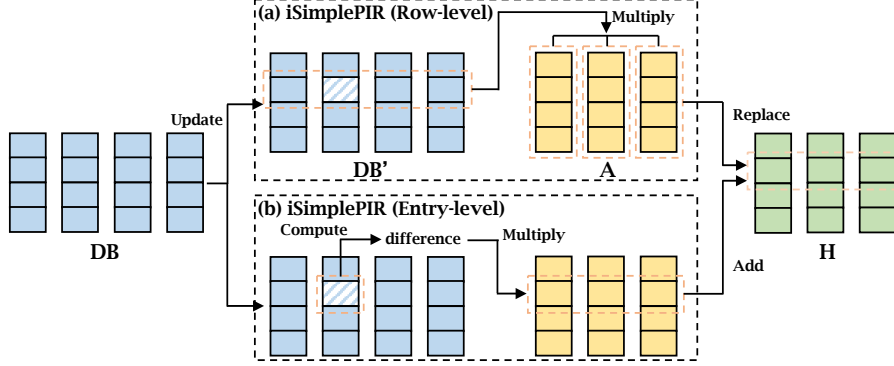 (a) iSimplePIR (Row-level)
Multiply
Update
Replace
DB'
A
DB
(b) iSimplePIR (Entry-level)
Compute
difference
Multiply
Add
H